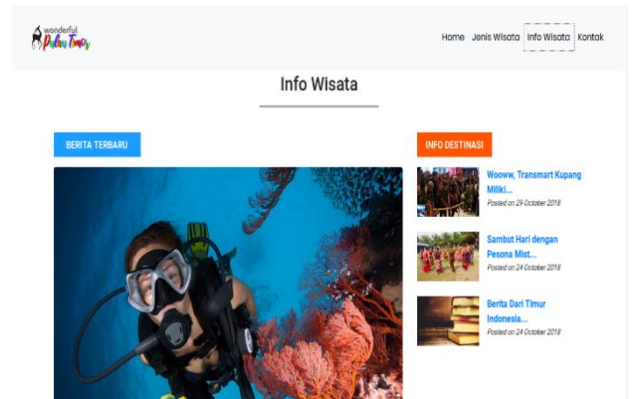 wonderful
Pulau Timor
Home Jenis Wisata Info Wisata Kontak
Info Wisata
BERITA TERBARU
INFO DESTINASI
Wooww, Transmart Kupang
Miliki...
Posted on 29 October 2018
Sambut Hari dengan
Pesona Mist...
Posted on 24 October 2018
Berita Dari Timur
Indonesia...
Posted on 24 October 2018